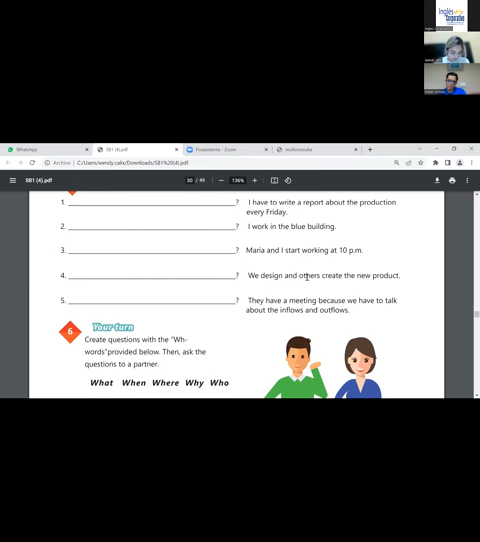 Inglés
Corporativo
WhatsApp
SB1 (4).pdf
Posasistente - Zoom
multiconsulta
Archivo | C:/Users/wendy.calix/Downloads/SB1%20(4).pdf
SB1 (4).pdf
30 / 49
136%
1. ? I have to write a report about the production
every Friday.
2. ? I work in the blue building.
3. ? Maria and I start working at 10 p.m.
4. ? We design and others create the new product.
5. ? They have a meeting because we have to talk
about the inflows and outflows.
6 Your turn
Create questions with the "Wh-
words"provided below. Then, ask the
questions to a partner.
What When Where Why Who